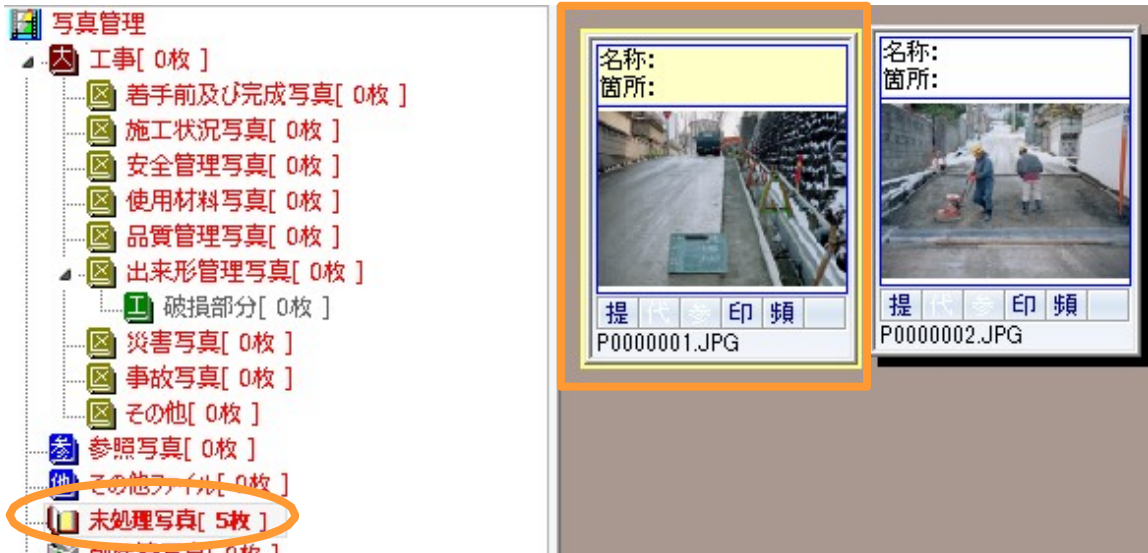 写真管理
工事[ 0枚 ]
着手前及び完成写真[ 0枚 ]
施工状況写真[ 0枚 ]
安全管理写真[ 0枚 ]
使用材料写真[ 0枚 ]
品質管理写真[ 0枚 ]
出来形管理写真[ 0枚 ]
工 破損部分[ 0枚 ]
災害写真[ 0枚 ]
事故写真[ 0枚 ]
その他[ 0枚 ]
参 参照写真[ 0枚 ]
他 その他ファイル[ 0枚 ]
未処理写真[ 5枚 ]
名称:
箇所:
提 代 参 印 頻
P0000001.JPG
名称:
箇所:
提 代 参 印 頻
P0000002.JPG